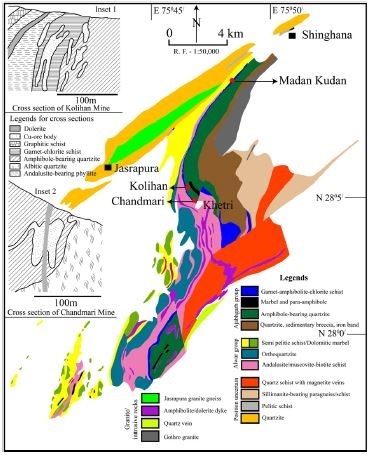 Inset 1
E 75°45'
N
E 75°50'
0 4 km
R. F. - 1:50,000
Shinghana
Madan Kudan
100m
Cross section of Kolihan Mine
Legends for cross sections
Dolerite
Cu-ore body
Graphitic schist
Garnet-chlorite schist
Amphibole-bearing quartzite
Albitic quartzite
Andalusite-bearing phyllite
Jasrapura
Kolihan
Chandmari
Khetri
N 28°5'
Inset 2
100m
Cross section of Chandmari Mine
N 28°0'
Legends
Ajabgarh group
Garnet-amphibolite-chlorite schist
Marbel and para-amphibole
Amphibole-bearing quartzite
Quartzite, sedimentary breccia, iron band
Alwar group
Semi pelitic schist/Dolomitic marbel
Orthoquartzite
Andalusite/muscovite-biotite schist
Position uncertain
Quartz schist with magnetite veins
Sillimanite-bearing paragneiss/schist
Pelitic schist
Quartzite
Granite/
intrusive rocks
Jasrapura granite gneiss
Amphibolite/dolerite dyke
Quartz vein
Gothro granite